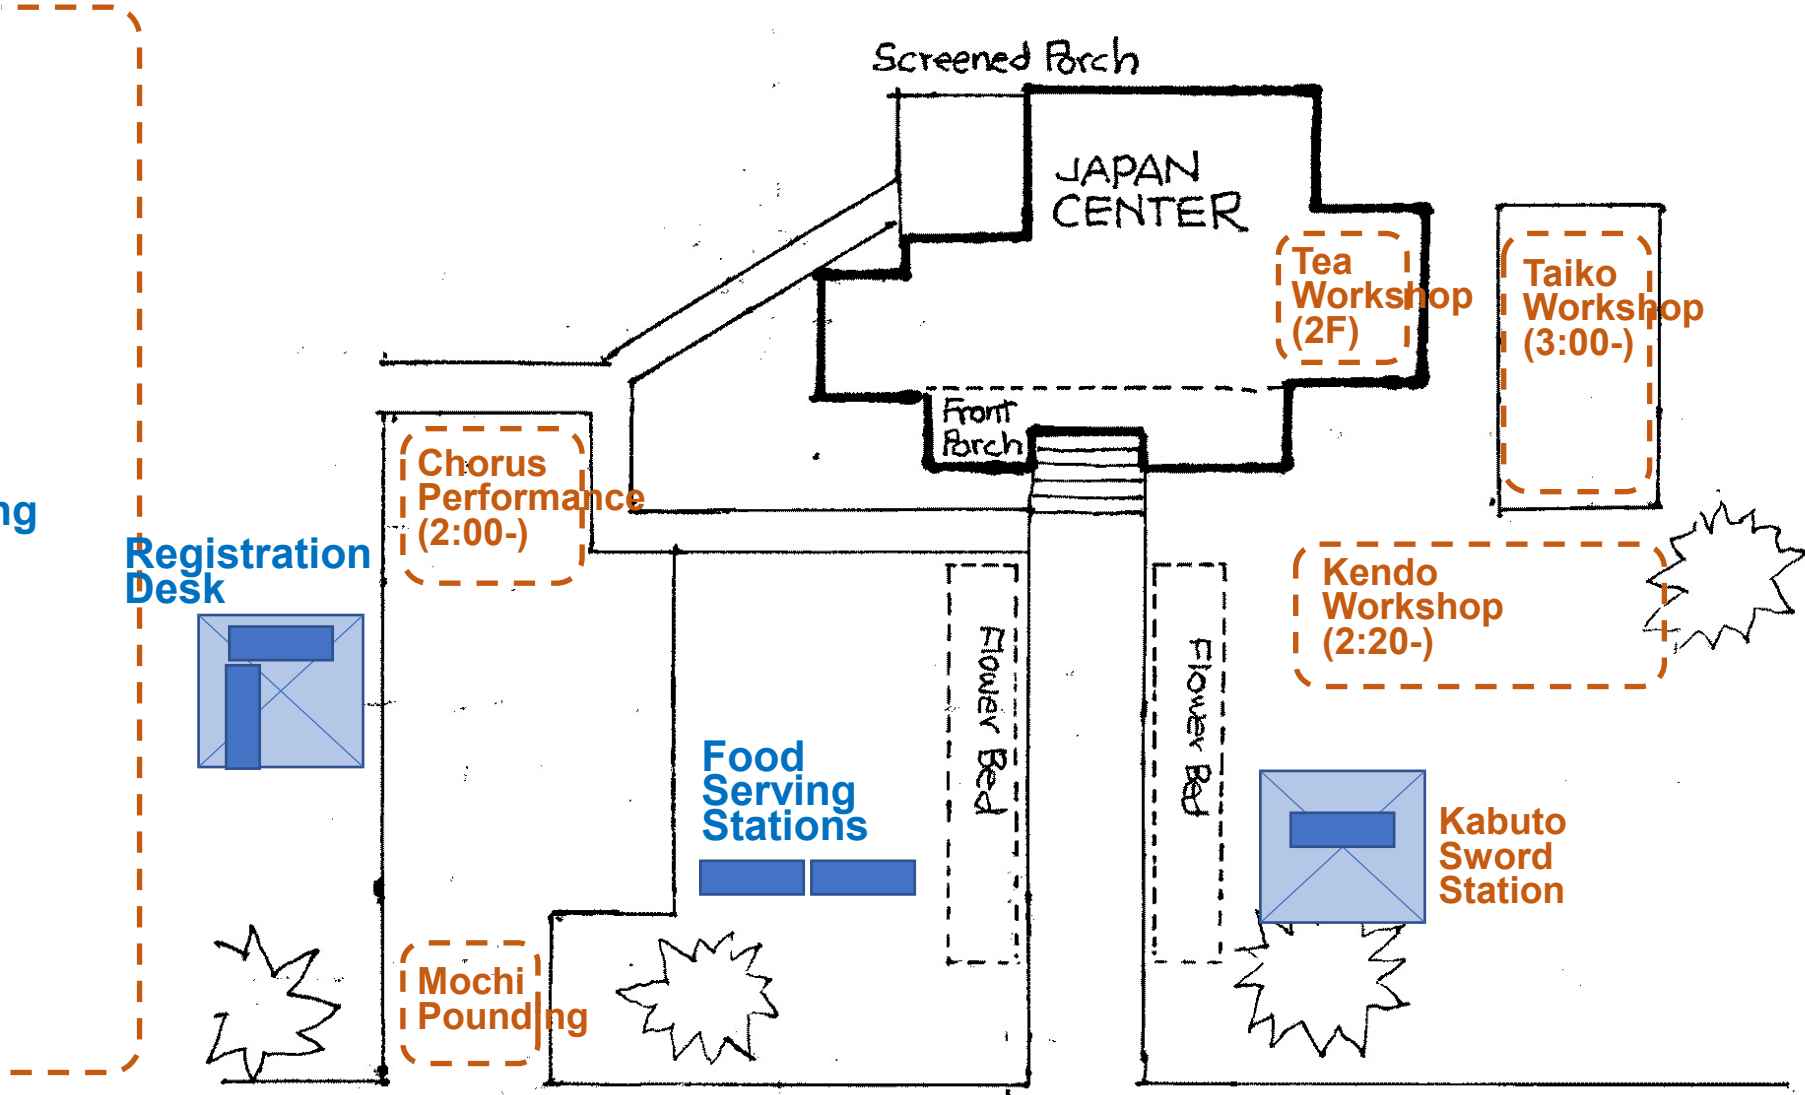 Screened Porch
JAPAN
CENTER
Tea
Workshop
(2F)
Taiko
Workshop
(3:00-)
Front
Porch
Chorus
Performance
(2:00-)
ng
Registration
Desk
Kendo
Workshop
(2:20-)
Flower Bed
Flower Bed
Food
Serving
Stations
Kabuto
Sword
Station
Mochi
Pounding